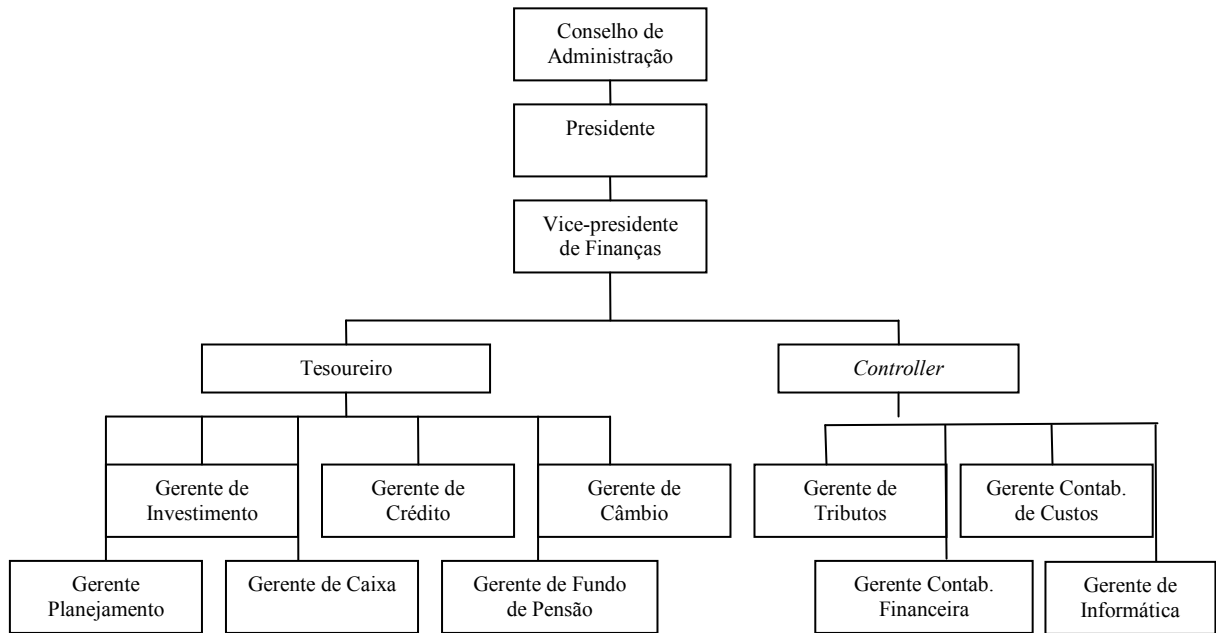 Conselho de
Administração
Presidente
Vice-presidente
de Finanças
Tesoureiro
Controller
Gerente de
Investimento
Gerente de
Crédito
Gerente de
Câmbio
Gerente de
Tributos
Gerente Contab.
de Custos
Gerente
Planejamento
Gerente de Caixa
Gerente de Fundo
de Pensão
Gerente Contab.
Financeira
Gerente de
Informática